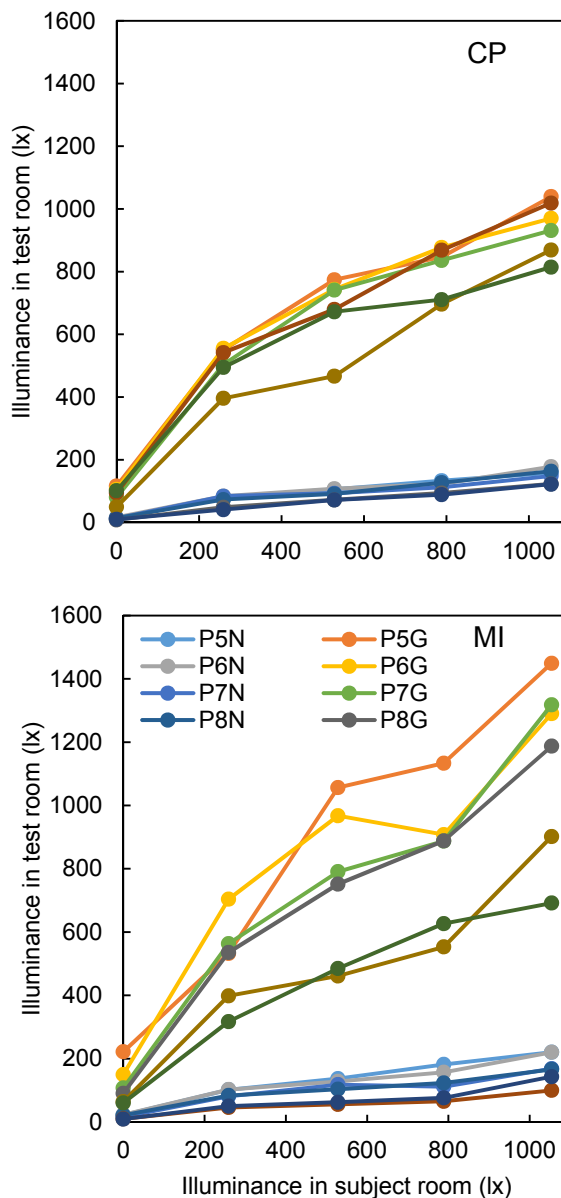 1600
CP
1400
1200
1000
800
600
400
200
0
Illuminance in test room (lx)
0 200 400 600 800 1000
1600
MI
P5N P5G
1400
P6N P6G
P7N P7G
1200
P8N P8G
1000
800
600
400
200
0
Illuminance in test room (lx)
0 200 400 600 800 1000
Illuminance in subject room (lx)